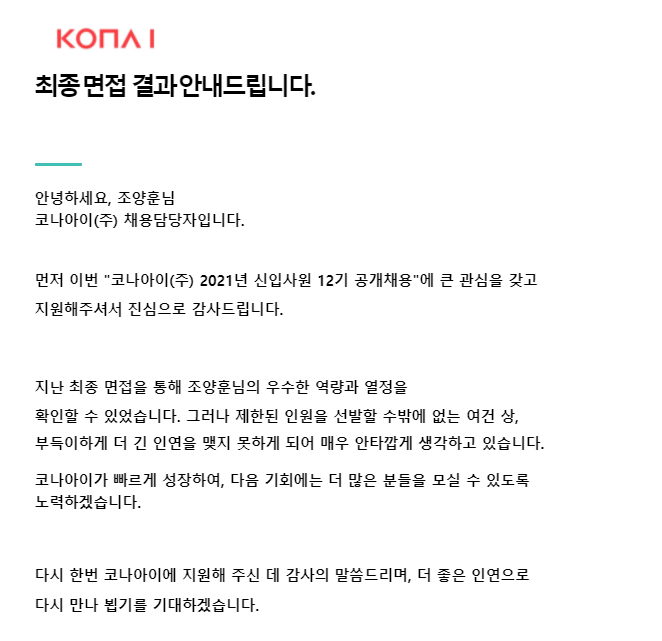 KONA I
최종 면접 결과 안내드립니다.
안녕하세요, 조양훈님
코나아이(주) 채용담당자입니다.
먼저 이번 "코나아이(주) 2021년 신입사원 12기 공개채용"에 큰 관심을 갖고
지원해주셔서 진심으로 감사드립니다.
지난 최종 면접을 통해 조양훈님의 우수한 역량과 열정을
확인할 수 있었습니다. 그러나 제한된 인원을 선발할 수밖에 없는 여건 상,
부득이하게 더 긴 인연을 맺지 못하게 되어 매우 안타깝게 생각하고 있습니다.
코나아이가 빠르게 성장하여, 다음 기회에는 더 많은 분들을 모실 수 있도록
노력하겠습니다.
다시 한번 코나아이에 지원해 주신 데 감사의 말씀드리며, 더 좋은 인연으로
다시 만나 뵙기를 기대하겠습니다.